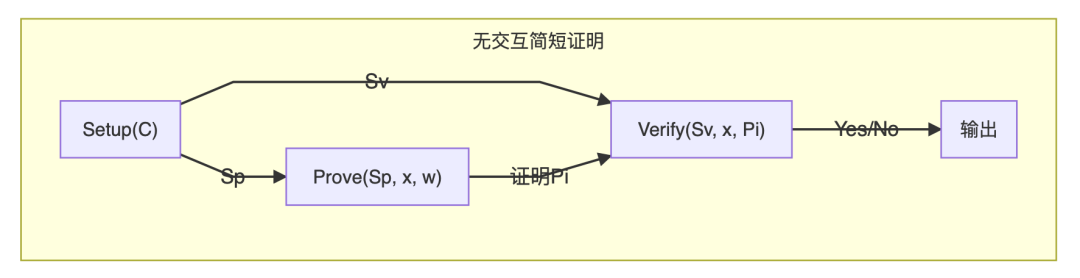 无交互简短证明
Sv
Setup(C)
Verify(Sv, x, Pi)
Yes/No
输出
Sp
Prove(Sp, x, w)
证明Pi